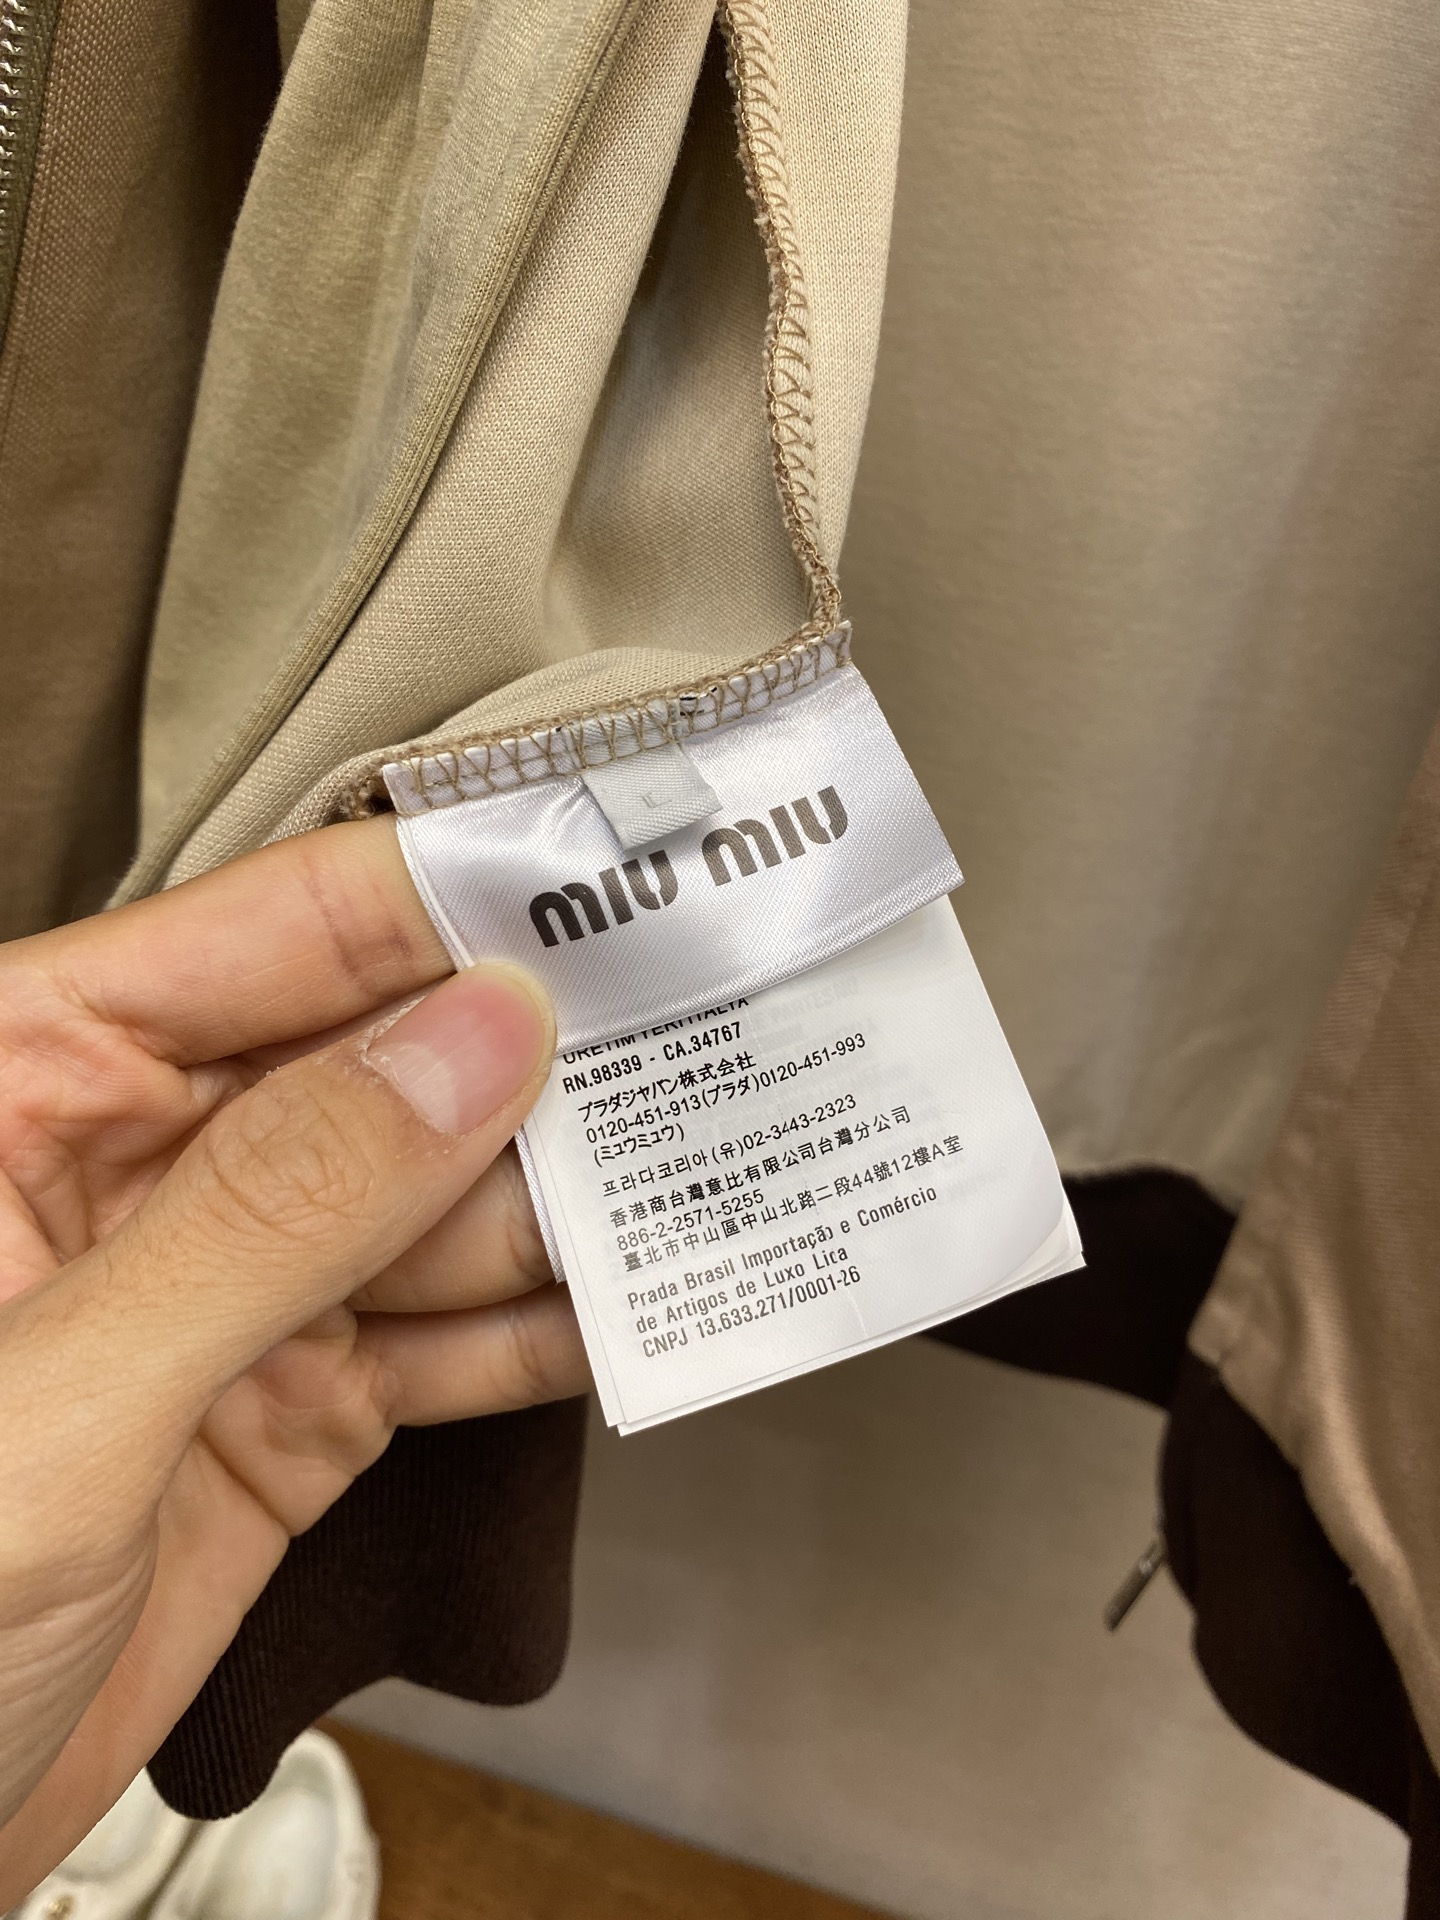 L
MIU MIU
ÜRETİM YERİ İTALYA
RN.98339 - CA.34767
プラダジャパン株式会社
0120-451-913(プラダ)0120-451-993
(ミュウミュウ)
프라다코리아(유)02-3443-2323
香港商台灣意比有限公司台灣分公司
886-2-2571-5255
臺北市中山區中山北路二段44號12樓A室
Prada Brasil Importação e Comércio
de Artigos de Luxo Lica
CNPJ 13.633.271/0001-26